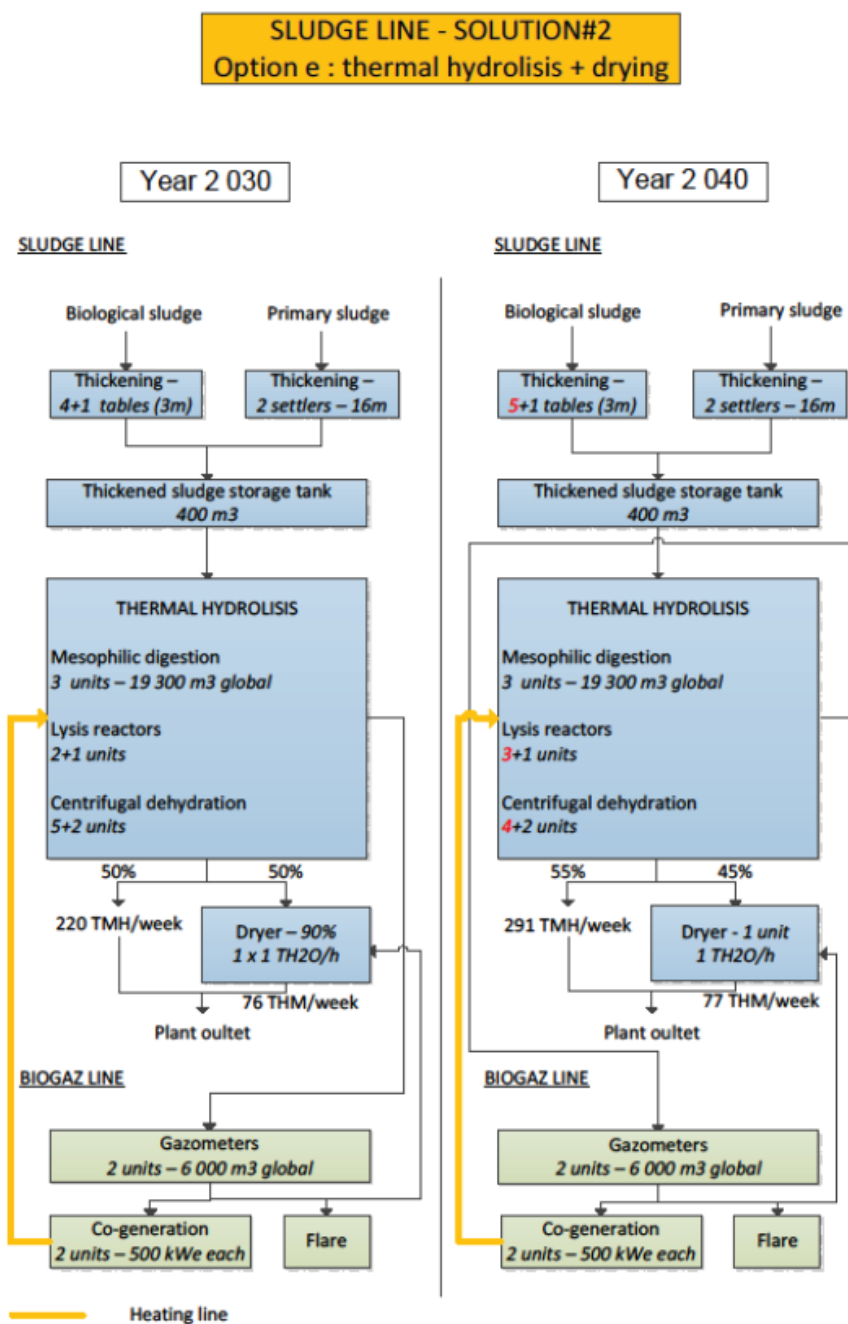 SLUDGE LINE - SOLUTION#2
Option e : thermal hydrolisis + drying
Year 2 030
SLUDGE LINE
Biological sludge
Primary sludge
Thickening –
4+1 tables (3m)
Thickening –
2 settlers – 16m
Thickened sludge storage tank
400 m3
THERMAL HYDROLISIS
Mesophilic digestion
3 units – 19 300 m3 global
Lysis reactors
2+1 units
Centrifugal dehydration
5+2 units
50%
50%
220 TMH/week
Dryer – 90%
1 x 1 TH2O/h
76 THM/week
Plant oultet
BIOGAZ LINE
Gazometers
2 units – 6 000 m3 global
Co-generation
2 units – 500 kWe each
Flare
Heating line
Year 2 040
SLUDGE LINE
Biological sludge
Primary sludge
Thickening –
5+1 tables (3m)
Thickening –
2 settlers – 16m
Thickened sludge storage tank
400 m3
THERMAL HYDROLISIS
Mesophilic digestion
3 units – 19 300 m3 global
Lysis reactors
3+1 units
Centrifugal dehydration
4+2 units
55%
45%
291 TMH/week
Dryer - 1 unit
1 TH2O/h
77 THM/week
Plant oultet
BIOGAZ LINE
Gazometers
2 units – 6 000 m3 global
Co-generation
2 units – 500 kWe each
Flare